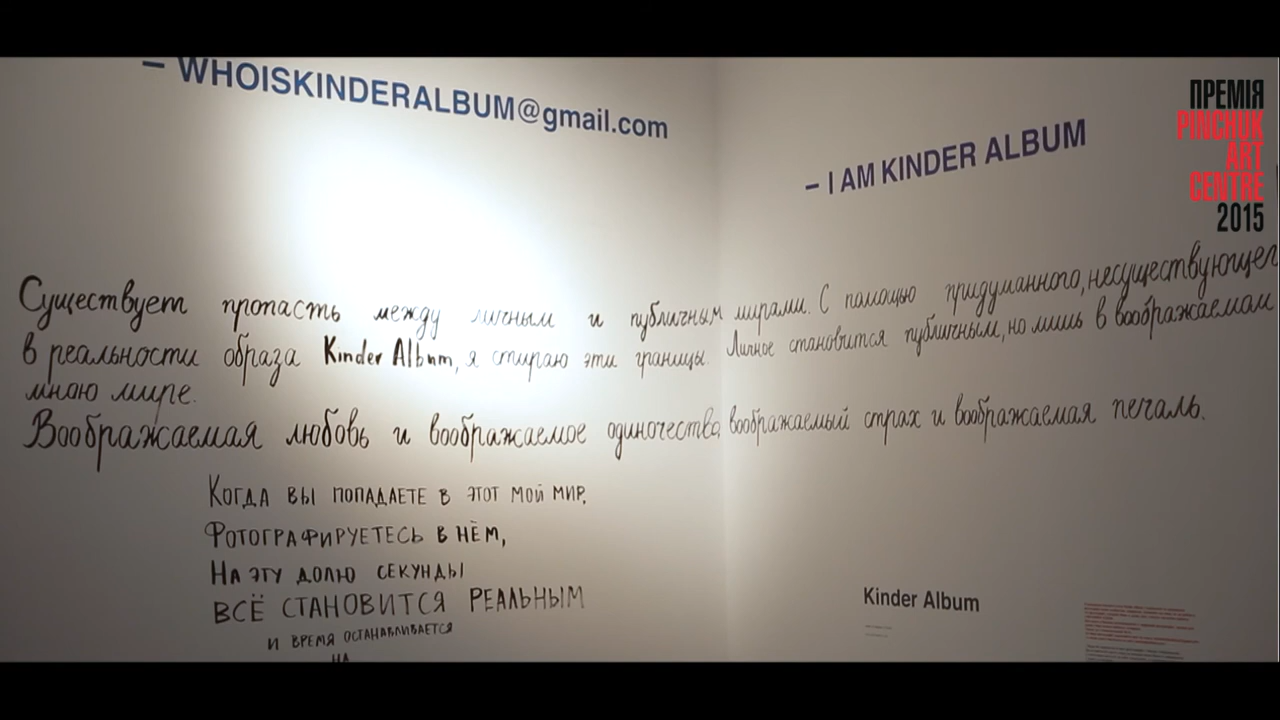 – WHOISKINDERALBUM@gmail.com
– I AM KINDER ALBUM
ПРЕМІЯ
PINCHUK
ART
CENTRE
2015
Существует пропасть между личным и публичным мирами. С помощью придуманного, несуществующег
в реальности образа Kinder Album, я стираю эти границы. Личное становится публичным, но лишь в воображаемом
мною мире.
Воображаемая любовь и воображаемое одиночество, воображаемый страх и воображаемая печаль.
КОГДА ВЫ ПОПАДАЕТЕ В ЭТОТ МОЙ МИР,
ФОТОГРАФИРУЕТЕСЬ В НЁМ,
НА ЭТУ ДОЛЮ СЕКУНДЫ
ВСЁ СТАНОВИТСЯ РЕАЛЬНЫМ
И ВРЕМЯ ОСТАНАВЛИВАЕТСЯ
НА
Kinder Album